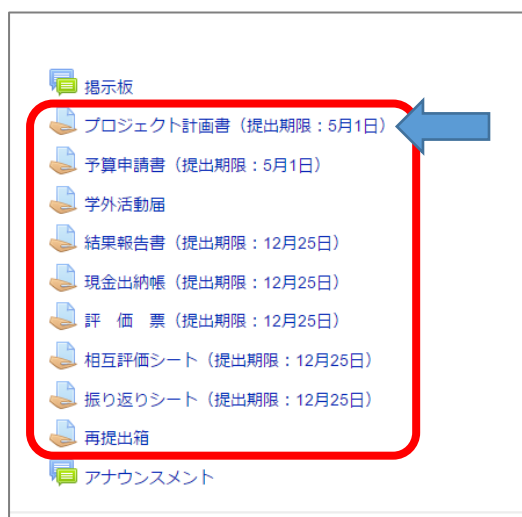 掲示板
プロジェクト計画書（提出期限：5月1日）
予算申請書（提出期限：5月1日）
学外活動届
結果報告書（提出期限：12月25日）
現金出納帳（提出期限：12月25日）
評　価　票（提出期限：12月25日）
相互評価シート（提出期限：12月25日）
振り返りシート（提出期限：12月25日）
再提出箱
アナウンスメント